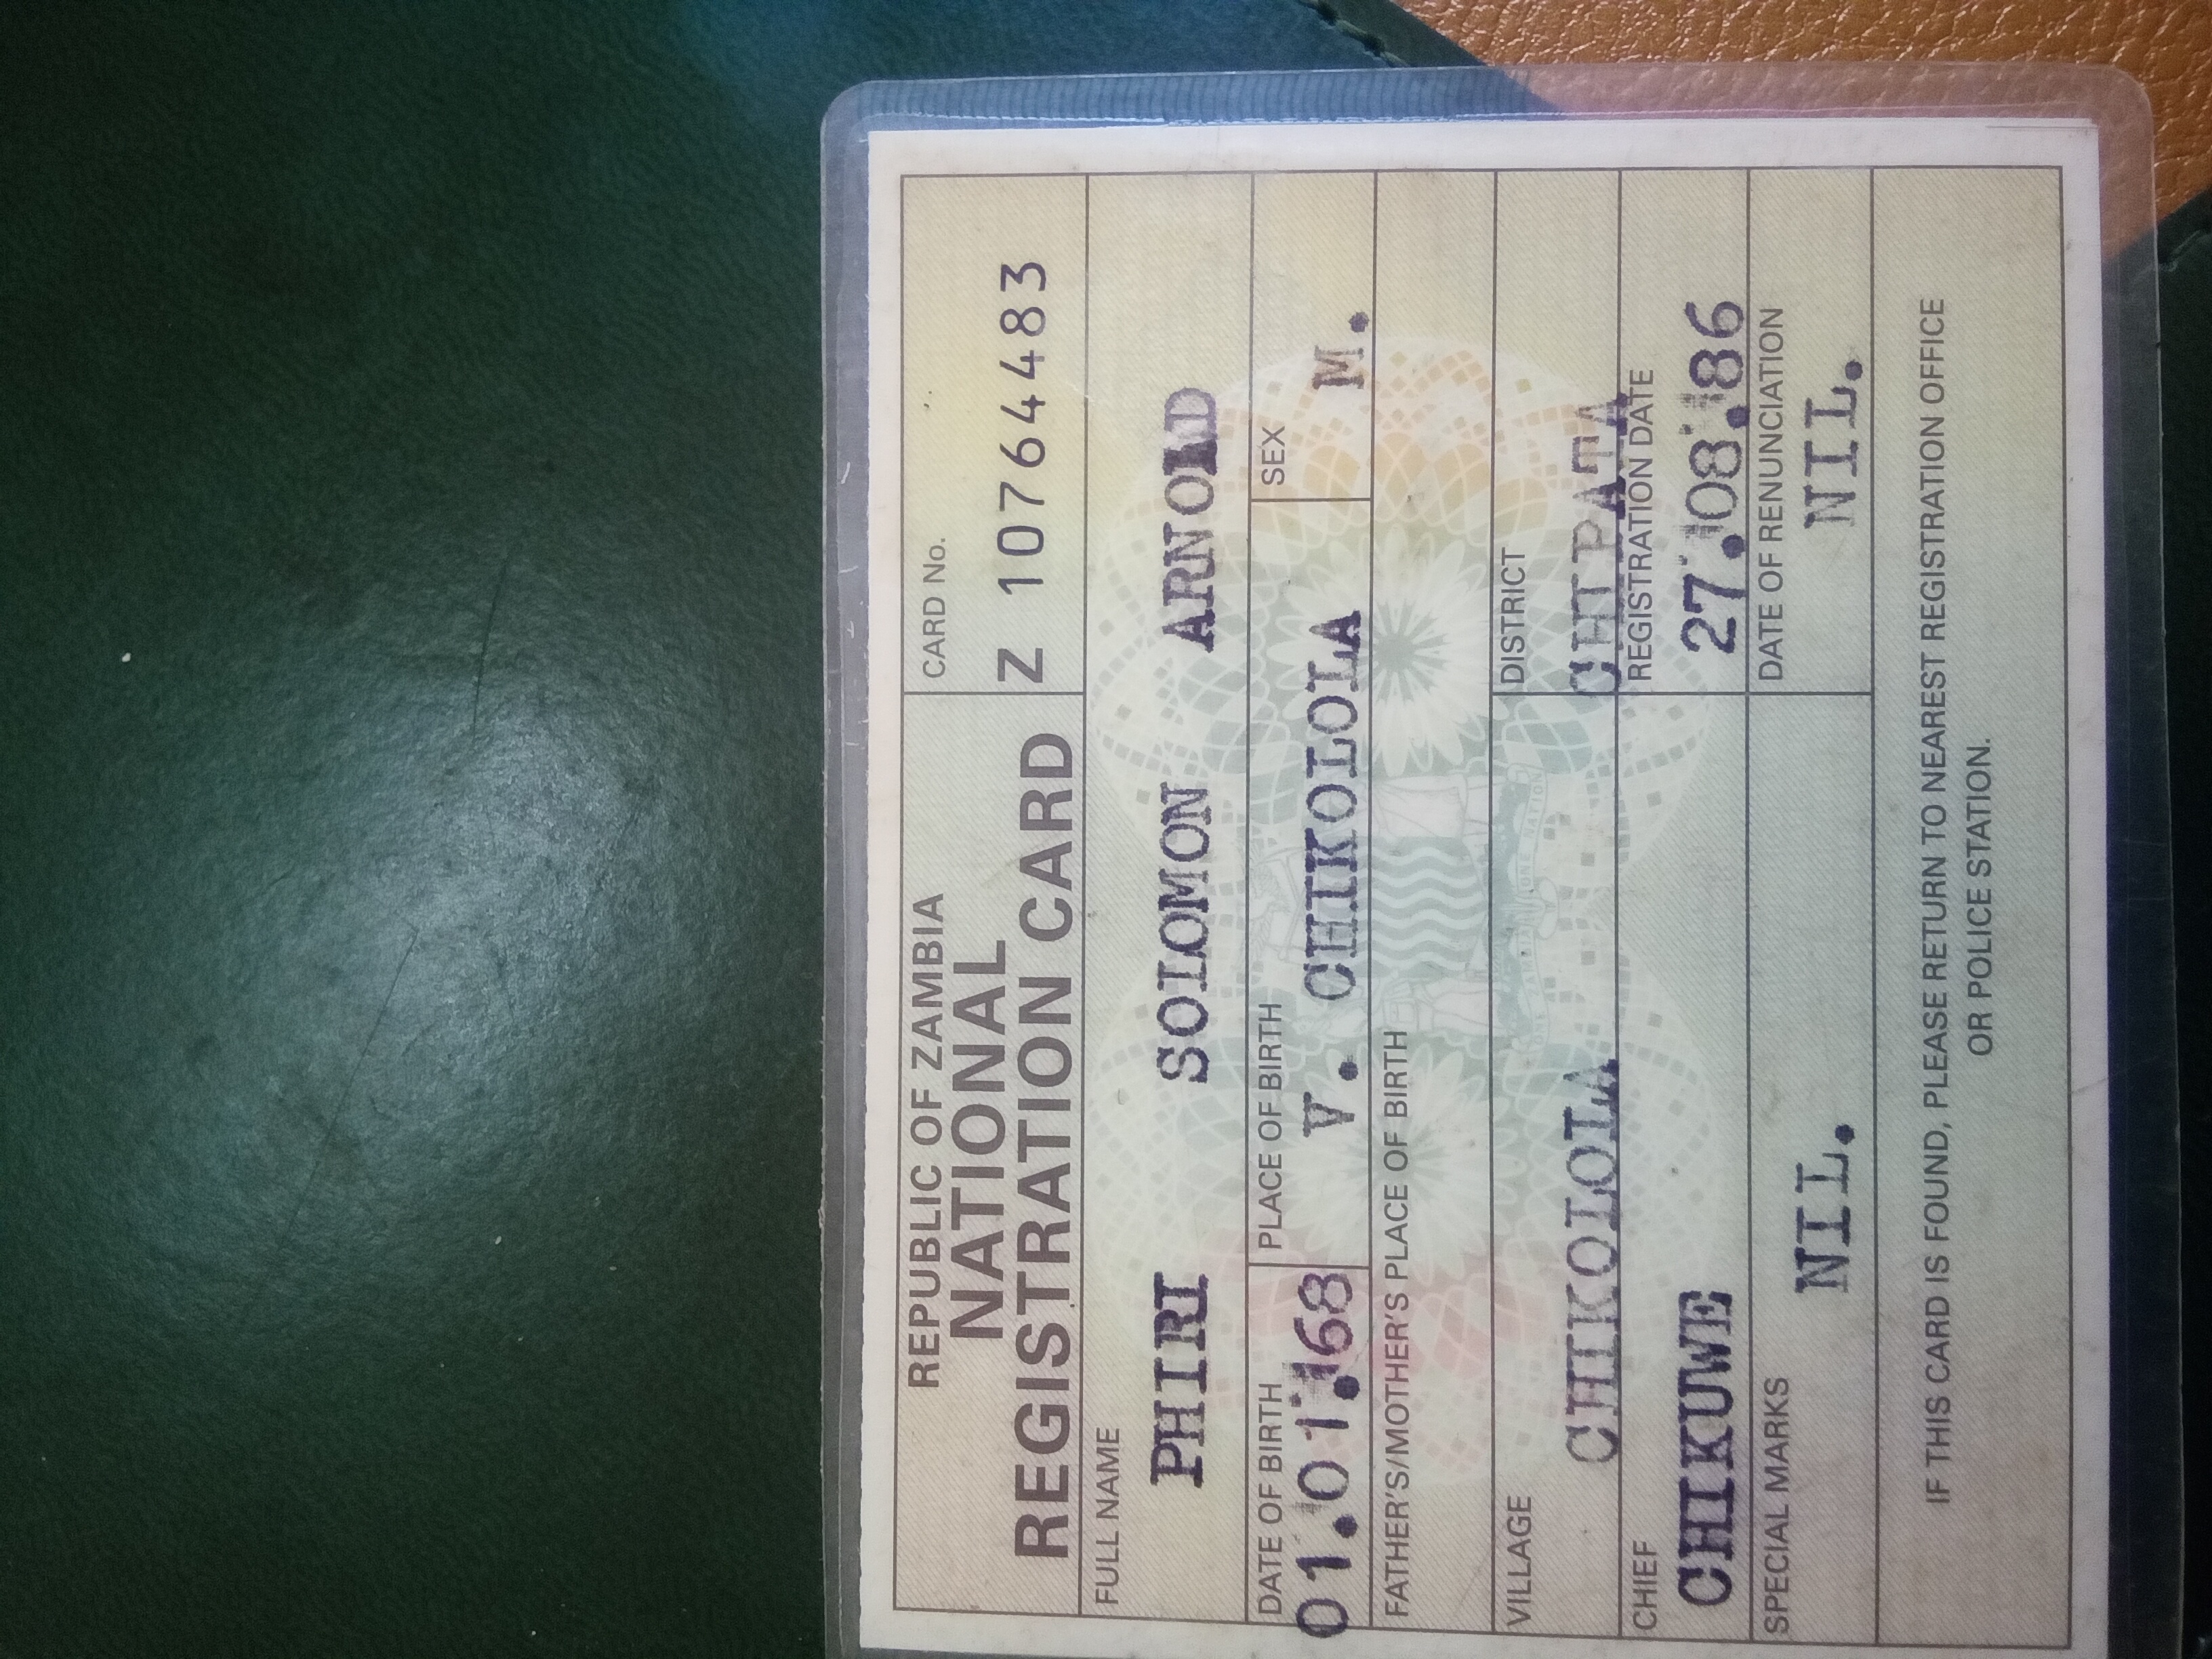 REPUBLIC OF ZAMBIA
NATIONAL
REGISTRATION CARD
CARD No.
Z 10764483
FULL NAME
PHIRI SOLOMON ARNOLD
DATE OF BIRTH
01.01.68
PLACE OF BIRTH
V. CHIKOLOLA
SEX
M.
FATHER'S/MOTHER'S PLACE OF BIRTH
VILLAGE
CHIKOLOLA
DISTRICT
CHIPATA
CHIEF
CHIKUWE
REGISTRATION DATE
27.08.86
SPECIAL MARKS
NIL.
DATE OF RENUNCIATION
NIL.
IF THIS CARD IS FOUND, PLEASE RETURN TO NEAREST REGISTRATION OFFICE
OR POLICE STATION.